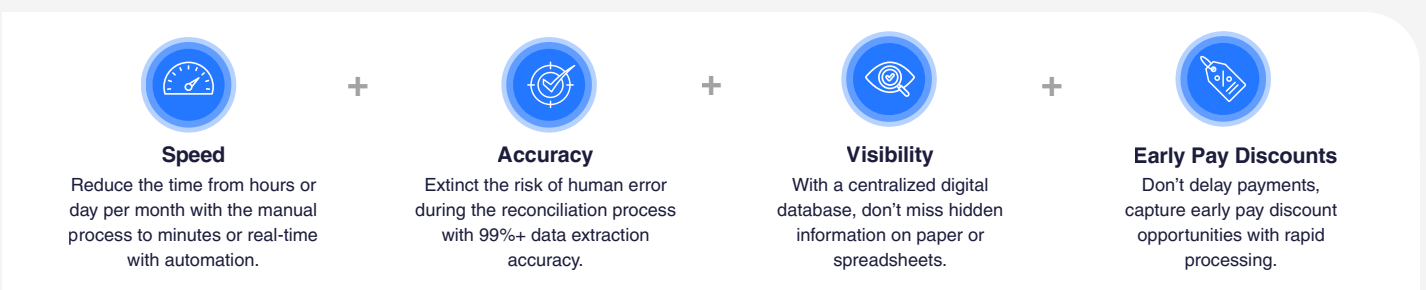 Speed
Reduce the time from hours or
day per month with the manual
process to minutes or real-time
with automation.
+
Accuracy
Extinct the risk of human error
during the reconciliation process
with 99%+ data extraction
accuracy.
+
Visibility
With a centralized digital
database, don’t miss hidden
information on paper or
spreadsheets.
+
Early Pay Discounts
Don’t delay payments,
capture early pay discount
opportunities with rapid
processing.